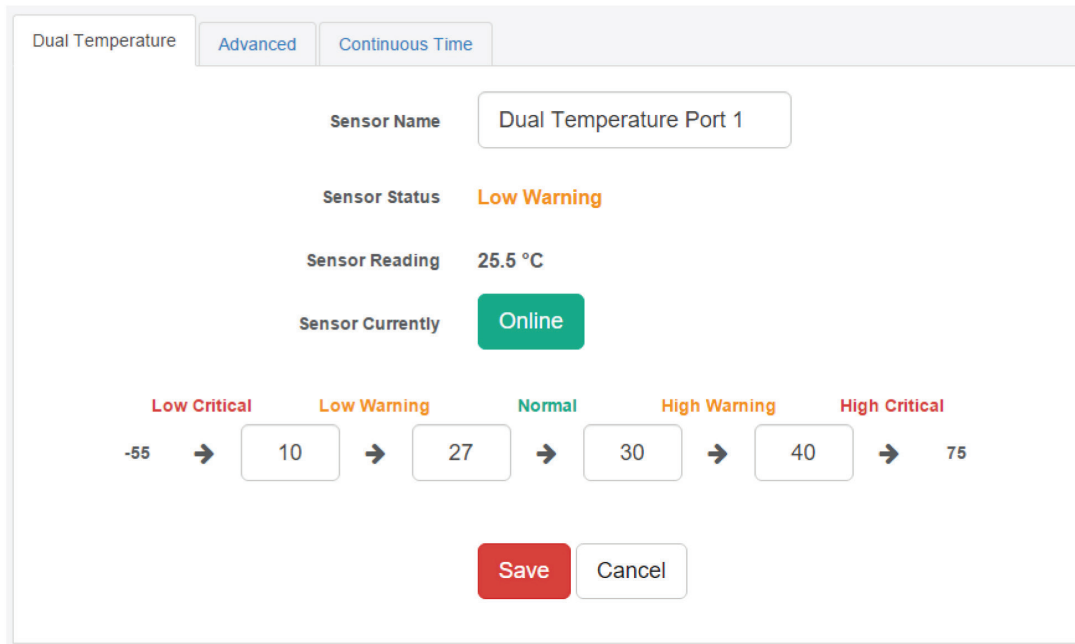 Dual Temperature Advanced Continuous Time
Sensor Name Dual Temperature Port 1
Sensor Status Low Warning
Sensor Reading 25.5 °C
Sensor Currently Online
Low Critical Low Warning Normal High Warning High Critical
-55 → 10 → 27 → 30 → 40 → 75
Save Cancel